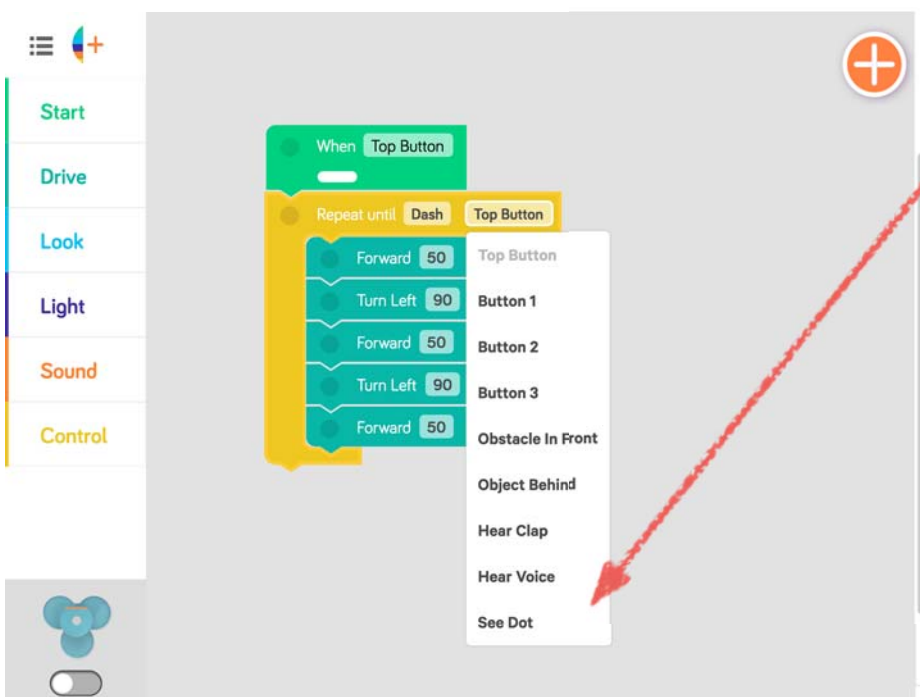 Start
Drive
Look
Light
Sound
Control
When Top Button
Repeat until Dash Top Button
Forward 50
Turn Left 90
Forward 50
Turn Left 90
Forward 50
Top Button
Button 1
Button 2
Button 3
Obstacle In Front
Object Behind
Hear Clap
Hear Voice
See Dot